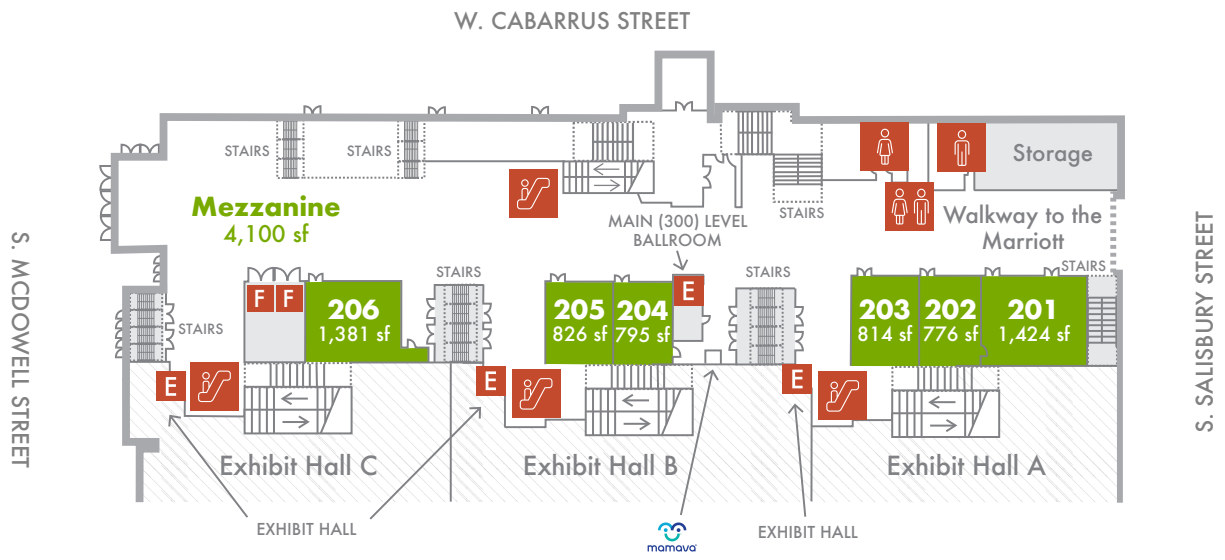 W. CABARRUS STREET
STAIRS
STAIRS
Storage
Mezzanine
4,100 sf
MAIN (300) LEVEL
BALLROOM
STAIRS
Walkway to the
Marriott
S. MCDOWELL STREET
S. SALISBURY STREET
STAIRS
STAIRS
STAIRS
F F
206
1,381 sf
205
826 sf
204
795 sf
E
203
814 sf
202
776 sf
201
1,424 sf
STAIRS
E
E
E
Exhibit Hall C
Exhibit Hall B
Exhibit Hall A
EXHIBIT HALL
mamava
EXHIBIT HALL